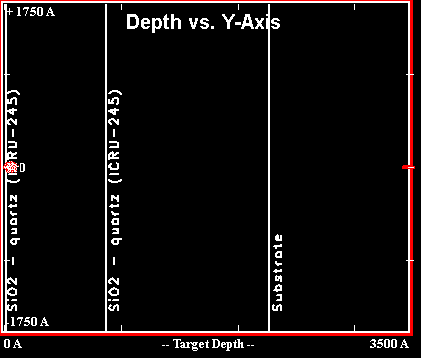 Depth vs. Y-Axis
+1750 A
SiO2 - quartz (ICRU-245)
SiO2 - quartz (ICRU-245)
Substrate
0
-1750 A
0 A
-- Target Depth --
3500 A